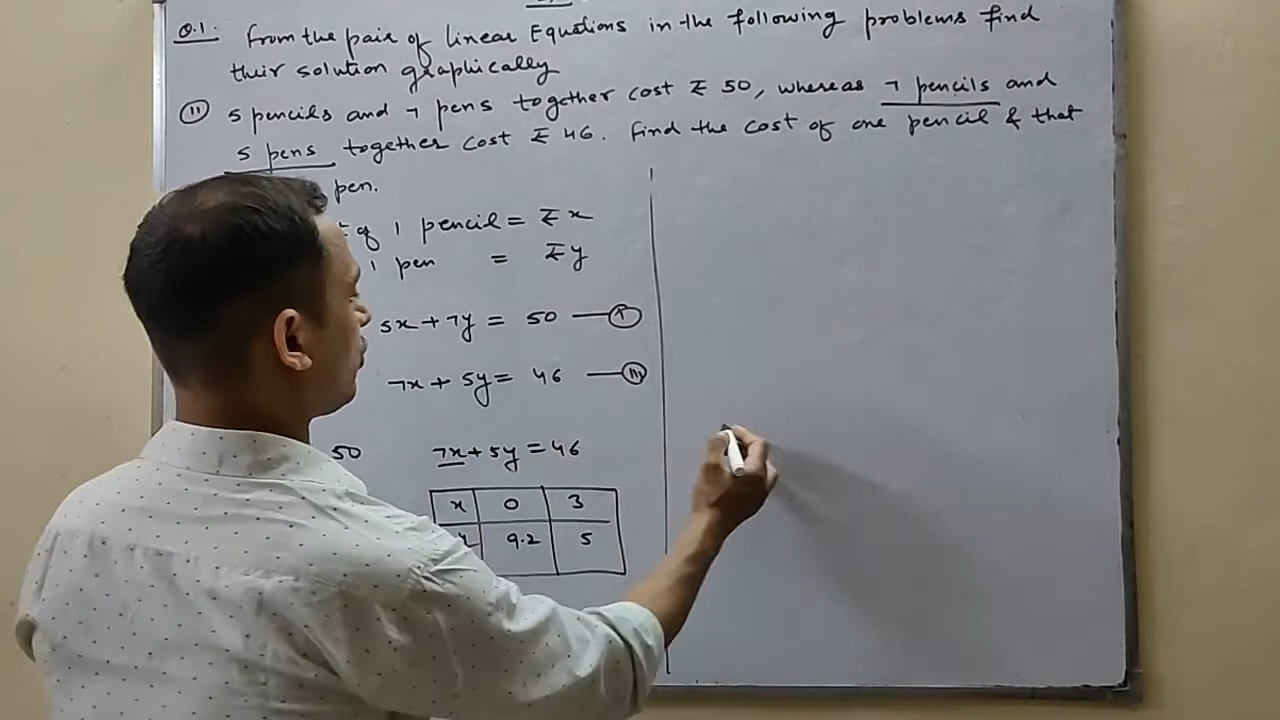 Q.1. From the pair of linear Equations in the following problems find
their solution graphically
(II) 5 pencils and 7 pens together cost ₹ 50, whereas 7 pencils and
5 pens together cost ₹ 46. Find the cost of one pencil & that
pen.
of 1 pencil = ₹ x
1 pen = ₹ y
5x + 7y = 50 — (I)
7x + 5y = 46 — (II)
50 7x + 5y = 46
x 0 3
9.2 5